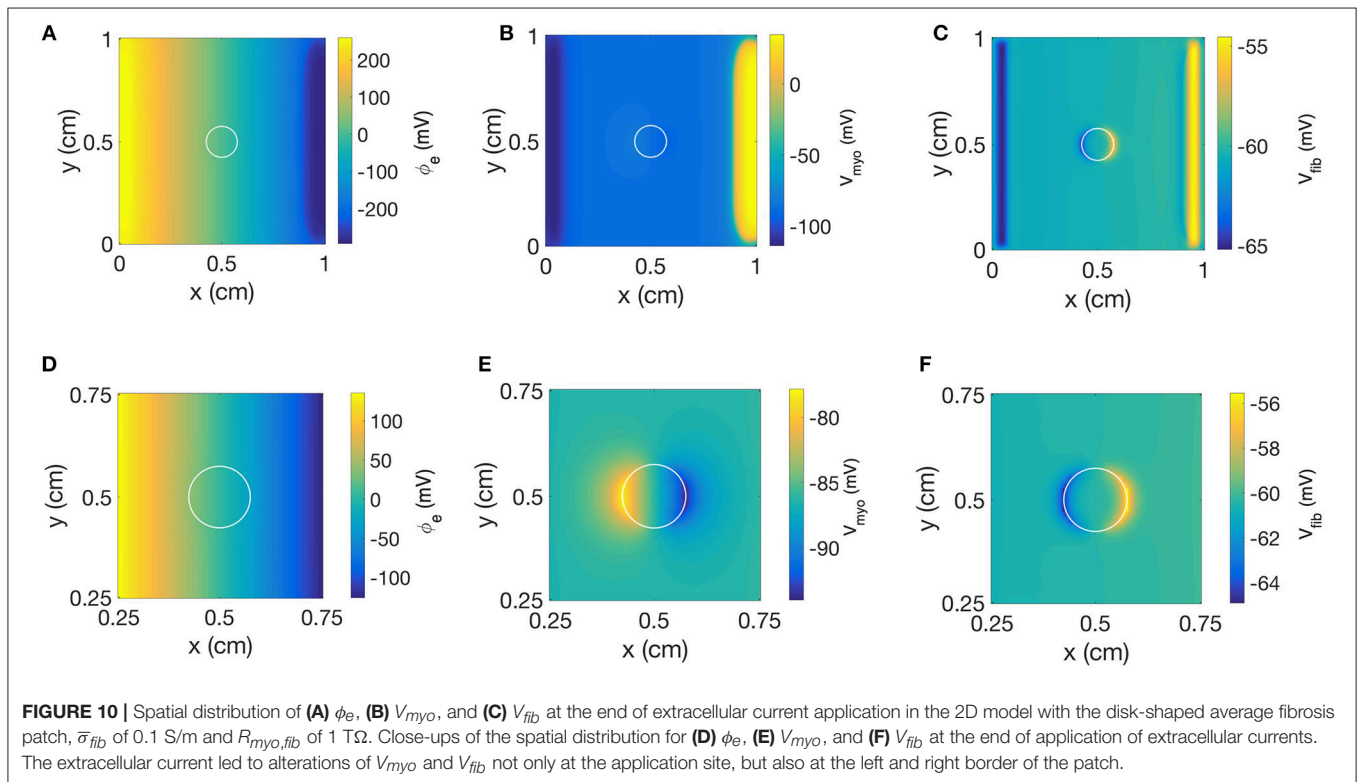 A
1
0.5
0
y (cm)
0
0.5
1
x (cm)
200
100
0
-100
-200
ϕe (mV)
B
1
0.5
0
y (cm)
0
0.5
1
x (cm)
0
-50
-100
Vmyo (mV)
C
1
0.5
0
y (cm)
0
0.5
1
x (cm)
-55
-60
-65
Vfib (mV)
D
0.75
0.5
0.25
y (cm)
0.25
0.5
0.75
x (cm)
100
50
0
-50
-100
ϕe (mV)
E
0.75
0.5
0.25
y (cm)
0.25
0.5
0.75
x (cm)
-80
-85
-90
Vmyo (mV)
F
0.75
0.5
0.25
y (cm)
0.25
0.5
0.75
x (cm)
-56
-58
-60
-62
-64
Vfib (mV)
FIGURE 10 | Spatial distribution of (A) ϕe, (B) Vmyo, and (C) Vfib at the end of extracellular current application in the 2D model with the disk-shaped average fibrosis
patch, σ̅fib of 0.1 S/m and Rmyo,fib of 1 TΩ. Close-ups of the spatial distribution for (D) ϕe, (E) Vmyo, and (F) Vfib at the end of application of extracellular currents.
The extracellular current led to alterations of Vmyo and Vfib not only at the application site, but also at the left and right border of the patch.